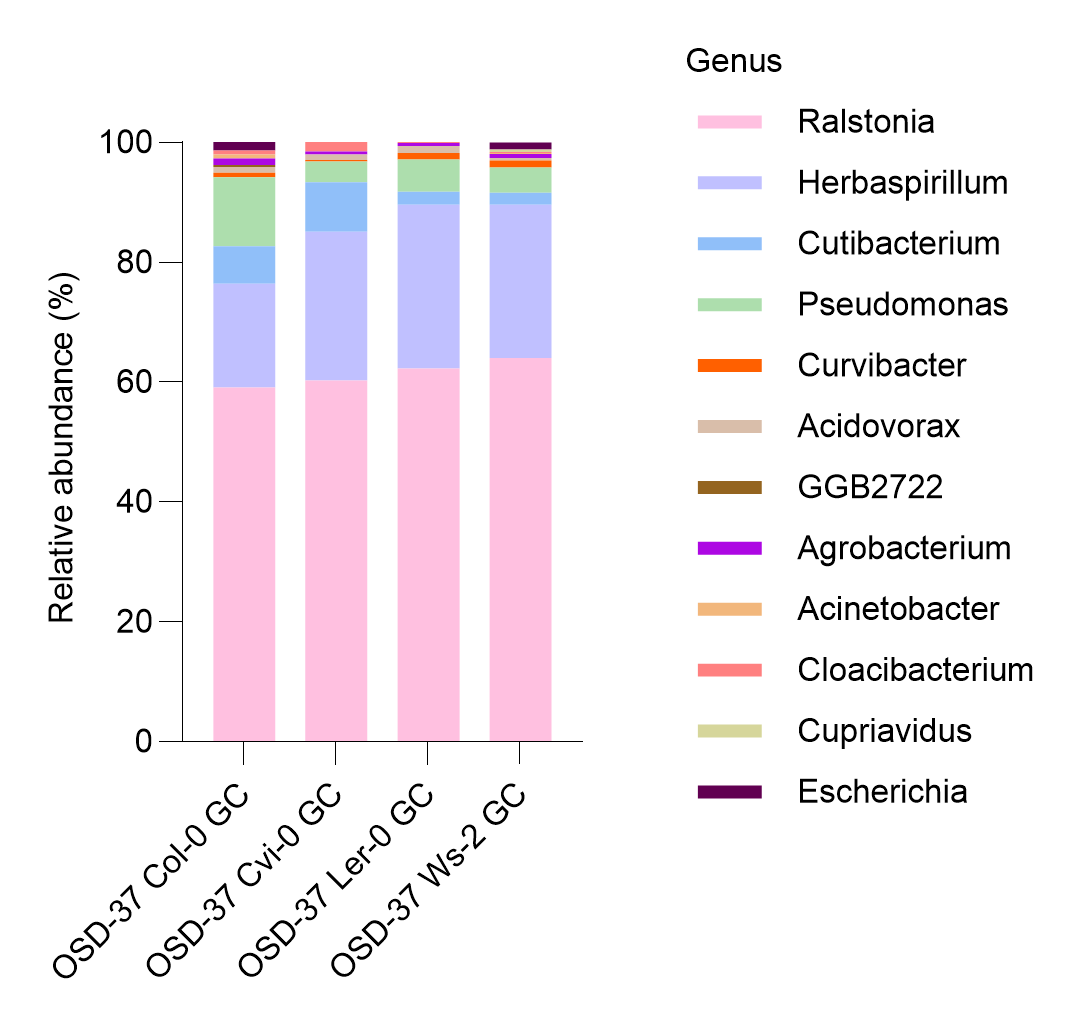 Genus
Ralstonia
Herbaspirillum
Cutibacterium
Pseudomonas
Curvibacter
Acidovorax
GGB2722
Agrobacterium
Acinetobacter
Cloacibacterium
Cupriavidus
Escherichia
Relative abundance (%)
100
80
60
40
20
0
OSD-37 Col-0 GC
OSD-37 Cvi-0 GC
OSD-37 Ler-0 GC
OSD-37 Ws-2 GC